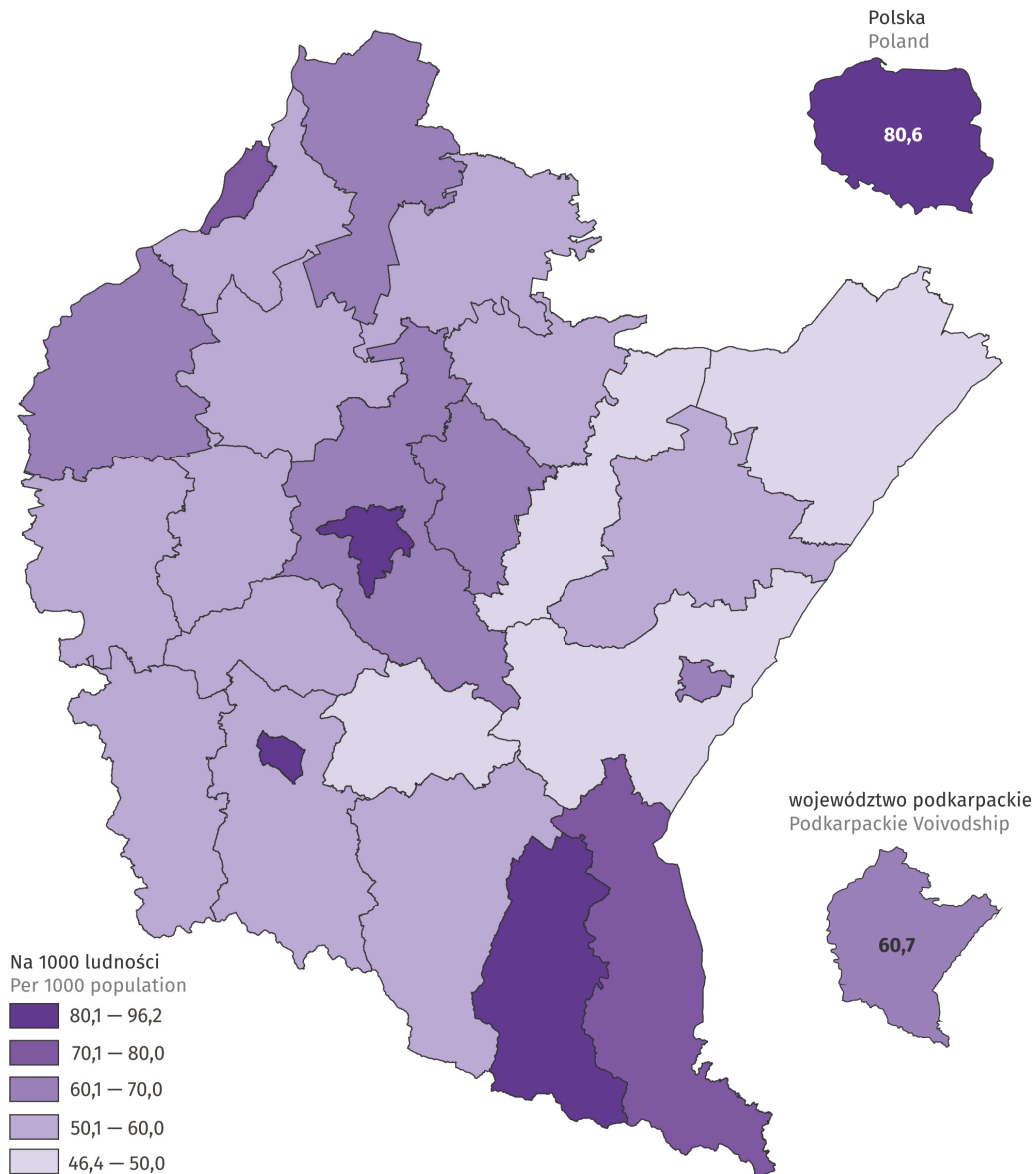 Polska
Poland
80,6
województwo podkarpackie
Podkarpackie Voivodship
60,7
Na 1000 ludności
Per 1000 population
80,1 — 96,2
70,1 — 80,0
60,1 — 70,0
50,1 — 60,0
46,4 — 50,0